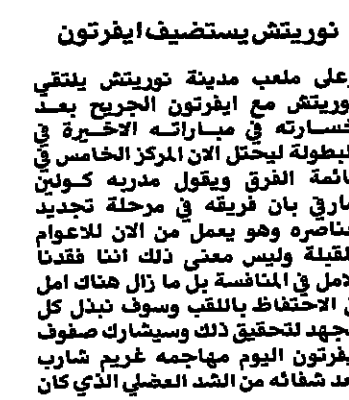 نوريتش يستضيف ايفرتون
وعلى ملعب مدينة نوريتش يلتقي
نوريتش مع ايفرتون الجريح بعد
خسارته في مباراته الاخيرة في
البطولة ليحتل الان المركز الخامس في
قائمة الفرق ويقول مدربه كولين
هارفي بان فريقه في مرحلة تجديد
عناصره وهو يعمل من الان للاعوام
المقبلة وليس معنى ذلك اننا فقدنا
الامل في المنافسة بل ما زال هناك امل
في الاحتفاظ باللقب وسوف نبذل كل
جهد لتحقيق ذلك وسيشارك صفوف
ايفرتون اليوم مهاجمه غريم شارب
بعد شفائه من الشد العضلي الذي كان